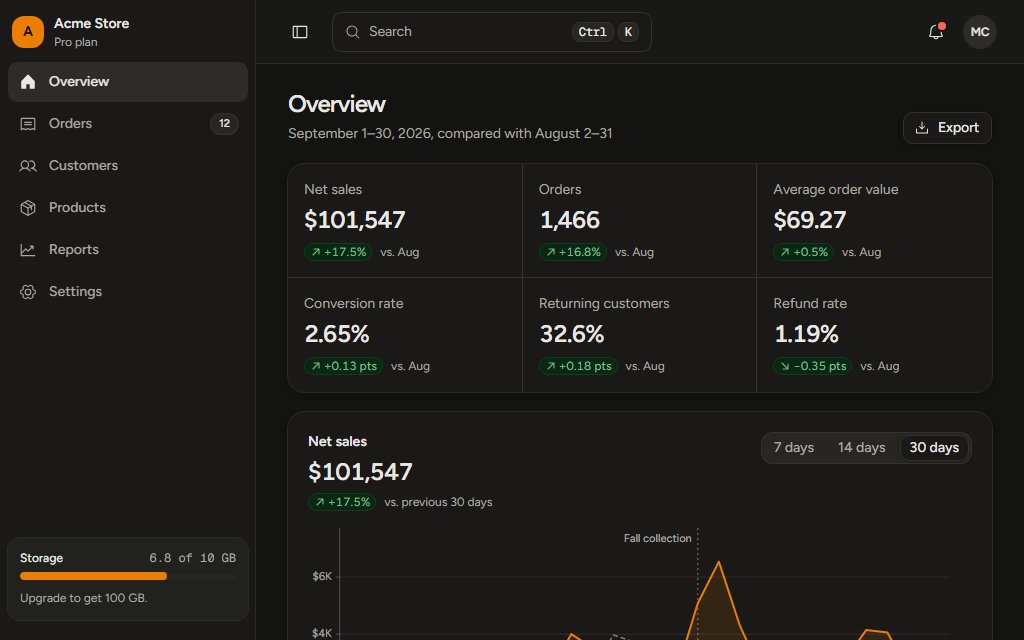 A
Acme Store
Pro plan
Search
Ctrl K
MC
Overview
Orders
12
Customers
Products
Reports
Settings
Storage
6.8 of 10 GB
Upgrade to get 100 GB.
Overview
September 1–30, 2026, compared with August 2–31
Export
Net sales
$101,547
+17.5% vs. Aug
Orders
1,466
+16.8% vs. Aug
Average order value
$69.27
+0.5% vs. Aug
Conversion rate
2.65%
+0.13 pts vs. Aug
Returning customers
32.6%
+0.18 pts vs. Aug
Refund rate
1.19%
−0.35 pts vs. Aug
Net sales
$101,547
+17.5% vs. previous 30 days
7 days 14 days 30 days
Fall collection
$6K
$4K